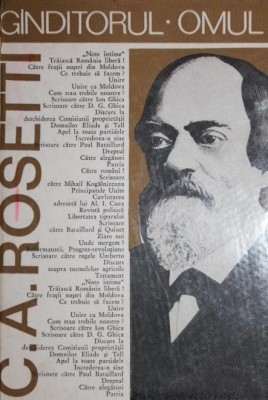 GÎNDITORUL · OMUL
C. A. ROSETTI
„Note intime"
Trăiască România liberă !
Către frații noștri din Moldova
Ce trebuie să facem ?
Unire
Unire ca Moldova
Cum stau trebile noastre ?
Scrisoare către Ion Ghica
Scrisoare către D. G. Ghica
Discurs la
deschiderea Comisiunii proprietății
Domnilor Eliade și Tell
Apel la toate partidele
Încrederea-n sine
Scrisoare către Paul Bataillard
Dreptul
Către alegători
Patria
Către români !
Scrisoare
către Mihail Kogălniceanu
Principatele Unite
Cuvîntarea
adresată lui Al. I. Cuza
Revistă politică
Libertatea tiparului
Scrisoare
către Bataillard și Quinet
Ziare noi
Unde mergem ?
Reformatorii. Progres-revoluțiune
Scrisoare către regele Umberto
Discurs
asupra tocmelilor agricole
Testament
„Note intime"
Trăiască România liberă !
Către frații noștri din Moldova
Ce trebuie să facem ?
Unire
Unire ca Moldova
Cum stau trebile noastre ?
Scrisoare către Ion Ghica
Scrisoare către D. G. Ghica
Discurs la
deschiderea Comisiunii proprietății
Domnilor Eliade și Tell
Apel la toate partidele
Încrederea-n sine
Scrisoare către Paul Bataillard
Dreptul
Către alegători
Patria